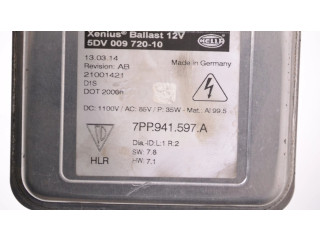 Xenius® Ballast 12V
5DV 009 720-10
HELLA
13.03.14
Made in Germany
Revision: AB
21001421
D1S
DOT 2009h
DC: 1100V / AC: 85V / P: 35W - Mat.: Al 99.5
7PP.941.597.A
Dia.-ID:L:1 R:2
SW: 7.8
HW: 7.1
HLR